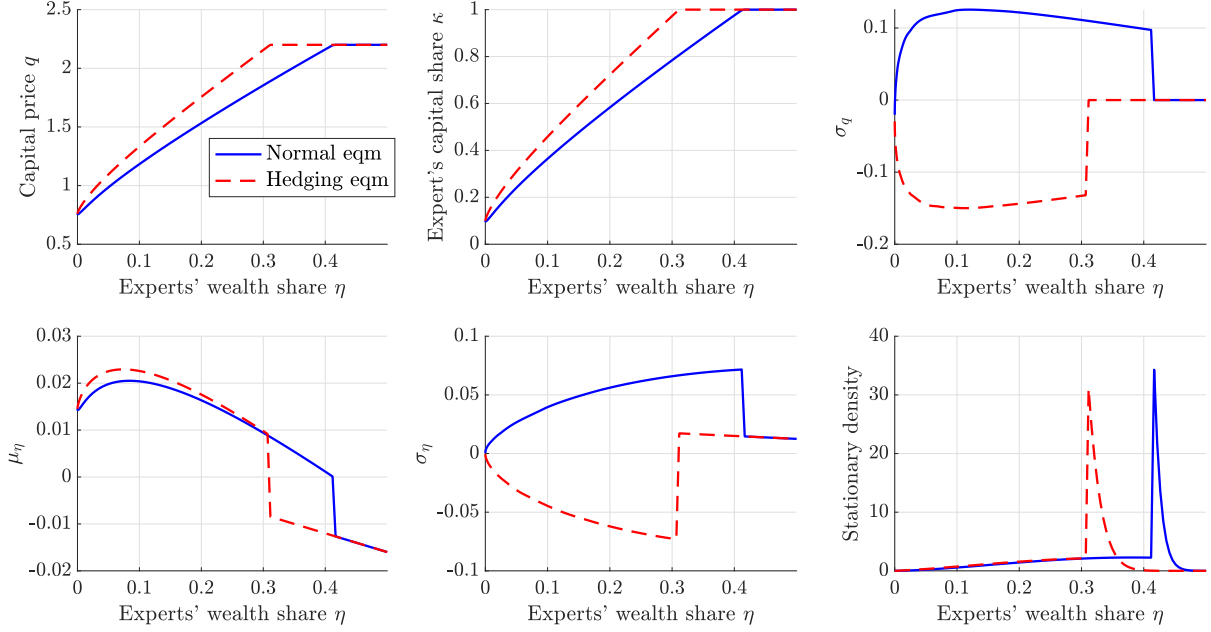 Capital price q
2.5
2
1.5
1
0.5
0 0.1 0.2 0.3 0.4
Experts' wealth share η
Normal eqm
Hedging eqm
Expert's capital share κ
1
0.8
0.6
0.4
0.2
0
0 0.1 0.2 0.3 0.4
Experts' wealth share η
σq
0.1
0
-0.1
-0.2
0 0.1 0.2 0.3 0.4
Experts' wealth share η
μη
0.03
0.02
0.01
0
-0.01
-0.02
0 0.1 0.2 0.3 0.4
Experts' wealth share η
ση
0.1
0.05
0
-0.05
-0.1
0 0.1 0.2 0.3 0.4
Experts' wealth share η
Stationary density
40
30
20
10
0
0 0.1 0.2 0.3 0.4
Experts' wealth share η